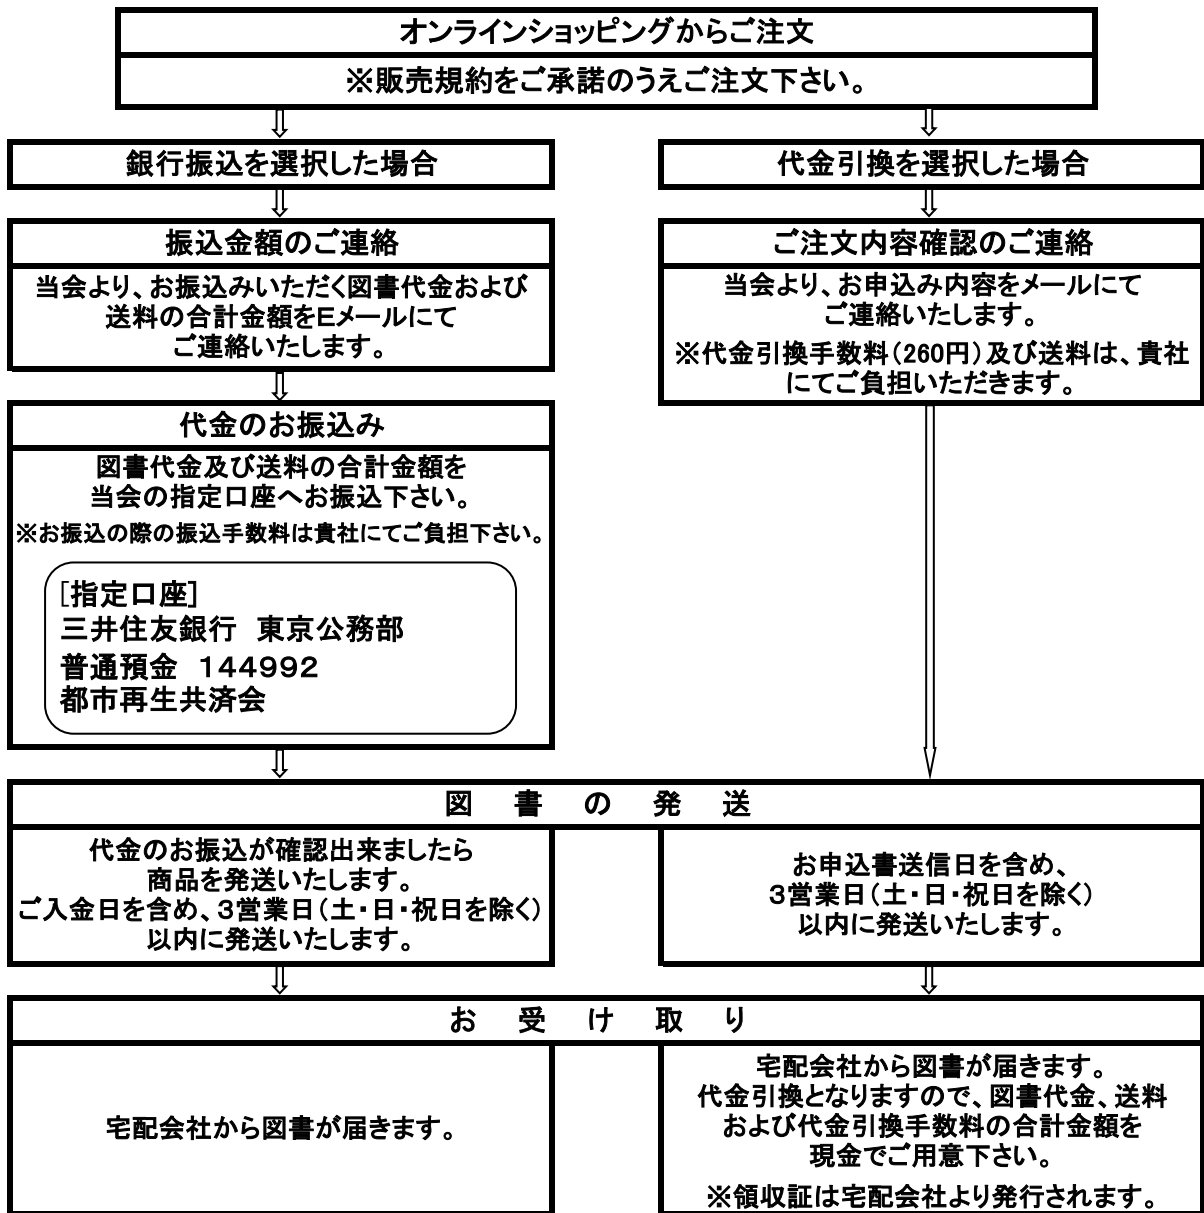 オンラインショッピングからご注文
※販売規約をご承諾のうえご注文下さい。
銀行振込を選択した場合
振込金額のご連絡
当会より、お振込みいただく図書代金および
送料の合計金額をEメールにて
ご連絡いたします。
代金のお振込み
図書代金及び送料の合計金額を
当会の指定口座へお振込下さい。
※お振込の際の振込手数料は貴社にてご負担下さい。
[指定口座]
三井住友銀行　東京公務部
普通預金　１４４９９２
都市再生共済会
代金引換を選択した場合
ご注文内容確認のご連絡
当会より、お申込み内容をメールにて
ご連絡いたします。
※代金引換手数料（260円）及び送料は、貴社
にてご負担いただきます。
図　書　の　発　送
代金のお振込が確認出来ましたら
商品を発送いたします。
ご入金日を含め、３営業日（土・日・祝日を除く）
以内に発送いたします。
お申込書送信日を含め、
３営業日（土・日・祝日を除く）
以内に発送いたします。
お　受　け　取　り
宅配会社から図書が届きます。
宅配会社から図書が届きます。
代金引換となりますので、図書代金、送料
および代金引換手数料の合計金額を
現金でご用意下さい。
※領収証は宅配会社より発行されます。